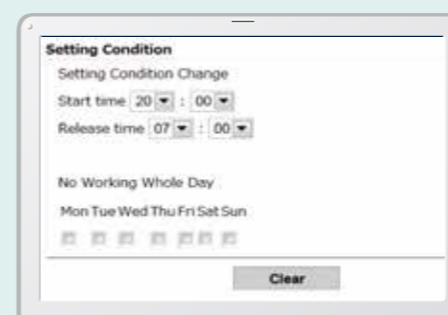 Setting Condition
Setting Condition Change
Start time 20 : 00
Release time 07 : 00
No Working Whole Day
Mon Tue Wed Thu Fri Sat Sun
Clear